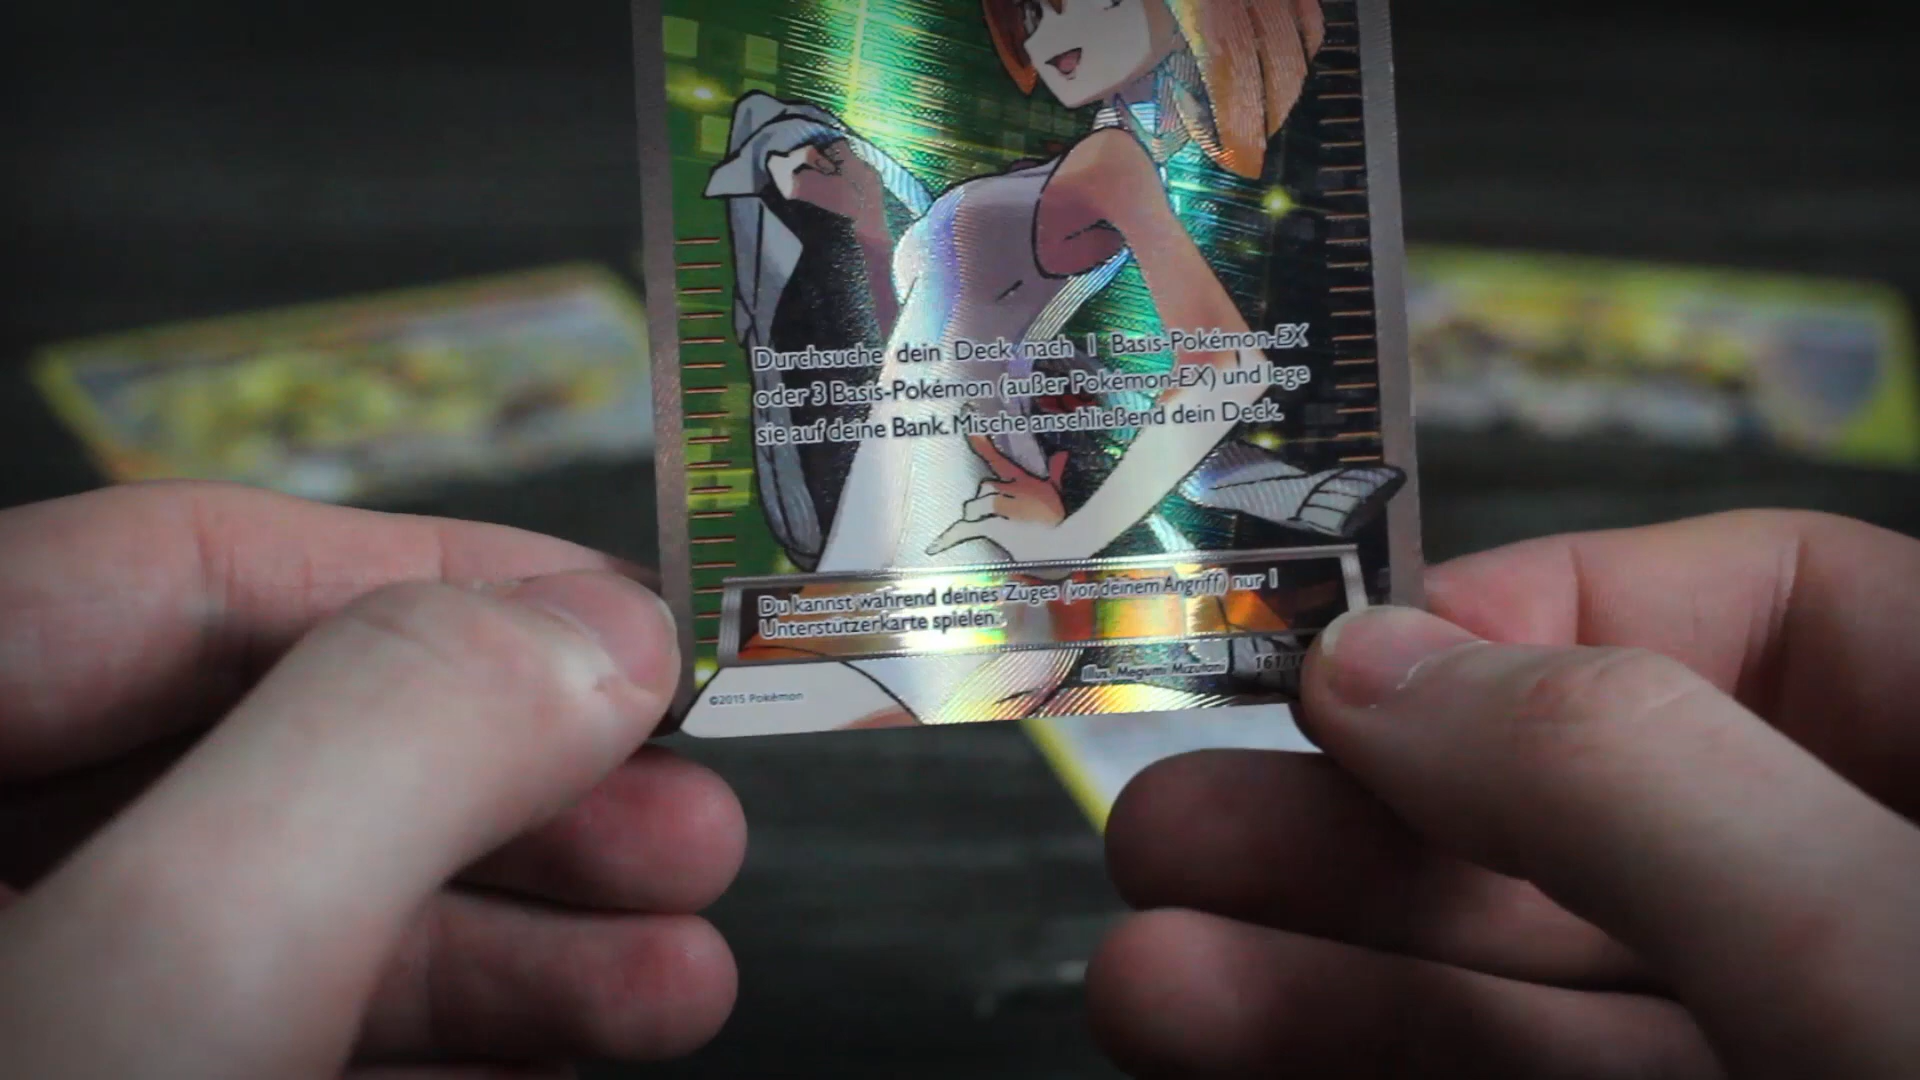 Durchsuche dein Deck nach 1 Basis-Pokémon-EX
oder 3 Basis-Pokémon (außer Pokémon-EX) und lege
sie auf deine Bank. Mische anschließend dein Deck.
Du kannst während deines Zuges (vor deinem Angriff) nur 1
Unterstützerkarte spielen.
Illus. Megumi Mizutani 161/1
©2015 Pokémon